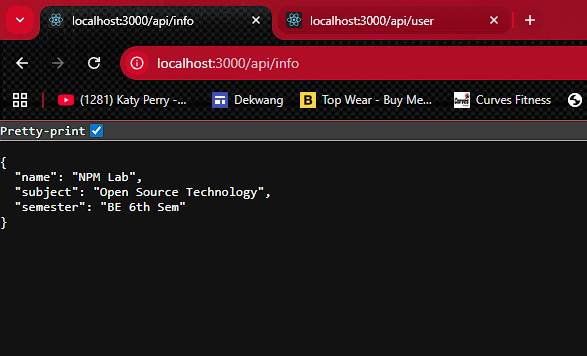 localhost:3000/api/info
localhost:3000/api/user
localhost:3000/api/info
(1281) Katy Perry -... Dekwang B Top Wear - Buy Me... Curves Curves Fitness
Pretty-print
{
"name": "NPM Lab",
"subject": "Open Source Technology",
"semester": "BE 6th Sem"
}